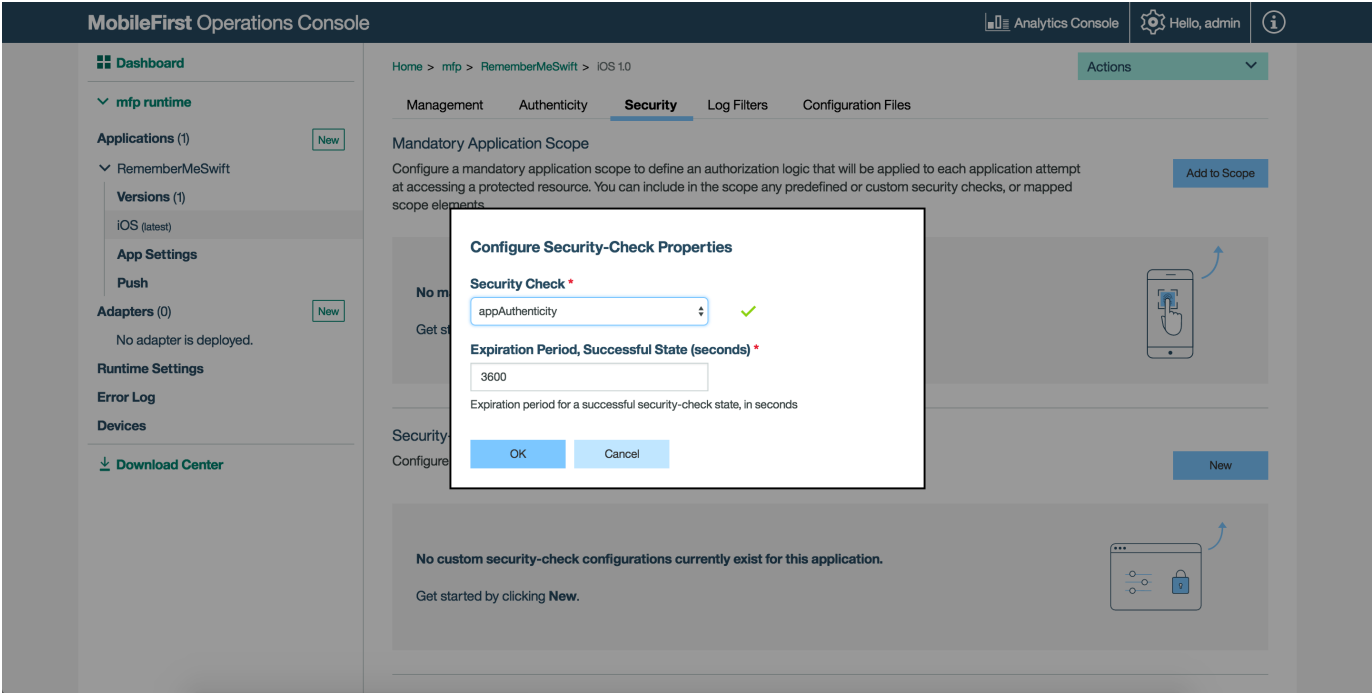 MobileFirst Operations Console
Analytics Console
Hello, admin
Dashboard
mfp runtime
Applications (1)
New
RememberMeSwift
Versions (1)
iOS (latest)
App Settings
Push
Adapters (0)
New
No adapter is deployed.
Runtime Settings
Error Log
Devices
Download Center
Home > mfp > RememberMeSwift > iOS 1.0
Actions
Management Authenticity Security Log Filters Configuration Files
Mandatory Application Scope
Configure a mandatory application scope to define an authorization logic that will be applied to each application attempt
at accessing a protected resource. You can include in the scope any predefined or custom security checks, or mapped
scope elements
Add to Scope
No m
Get st
Configure Security-Check Properties
Security Check *
appAuthenticity
Expiration Period, Successful State (seconds) *
3600
Expiration period for a successful security-check state, in seconds
OK
Cancel
Security-
Configure
New
No custom security-check configurations currently exist for this application.
Get started by clicking New.